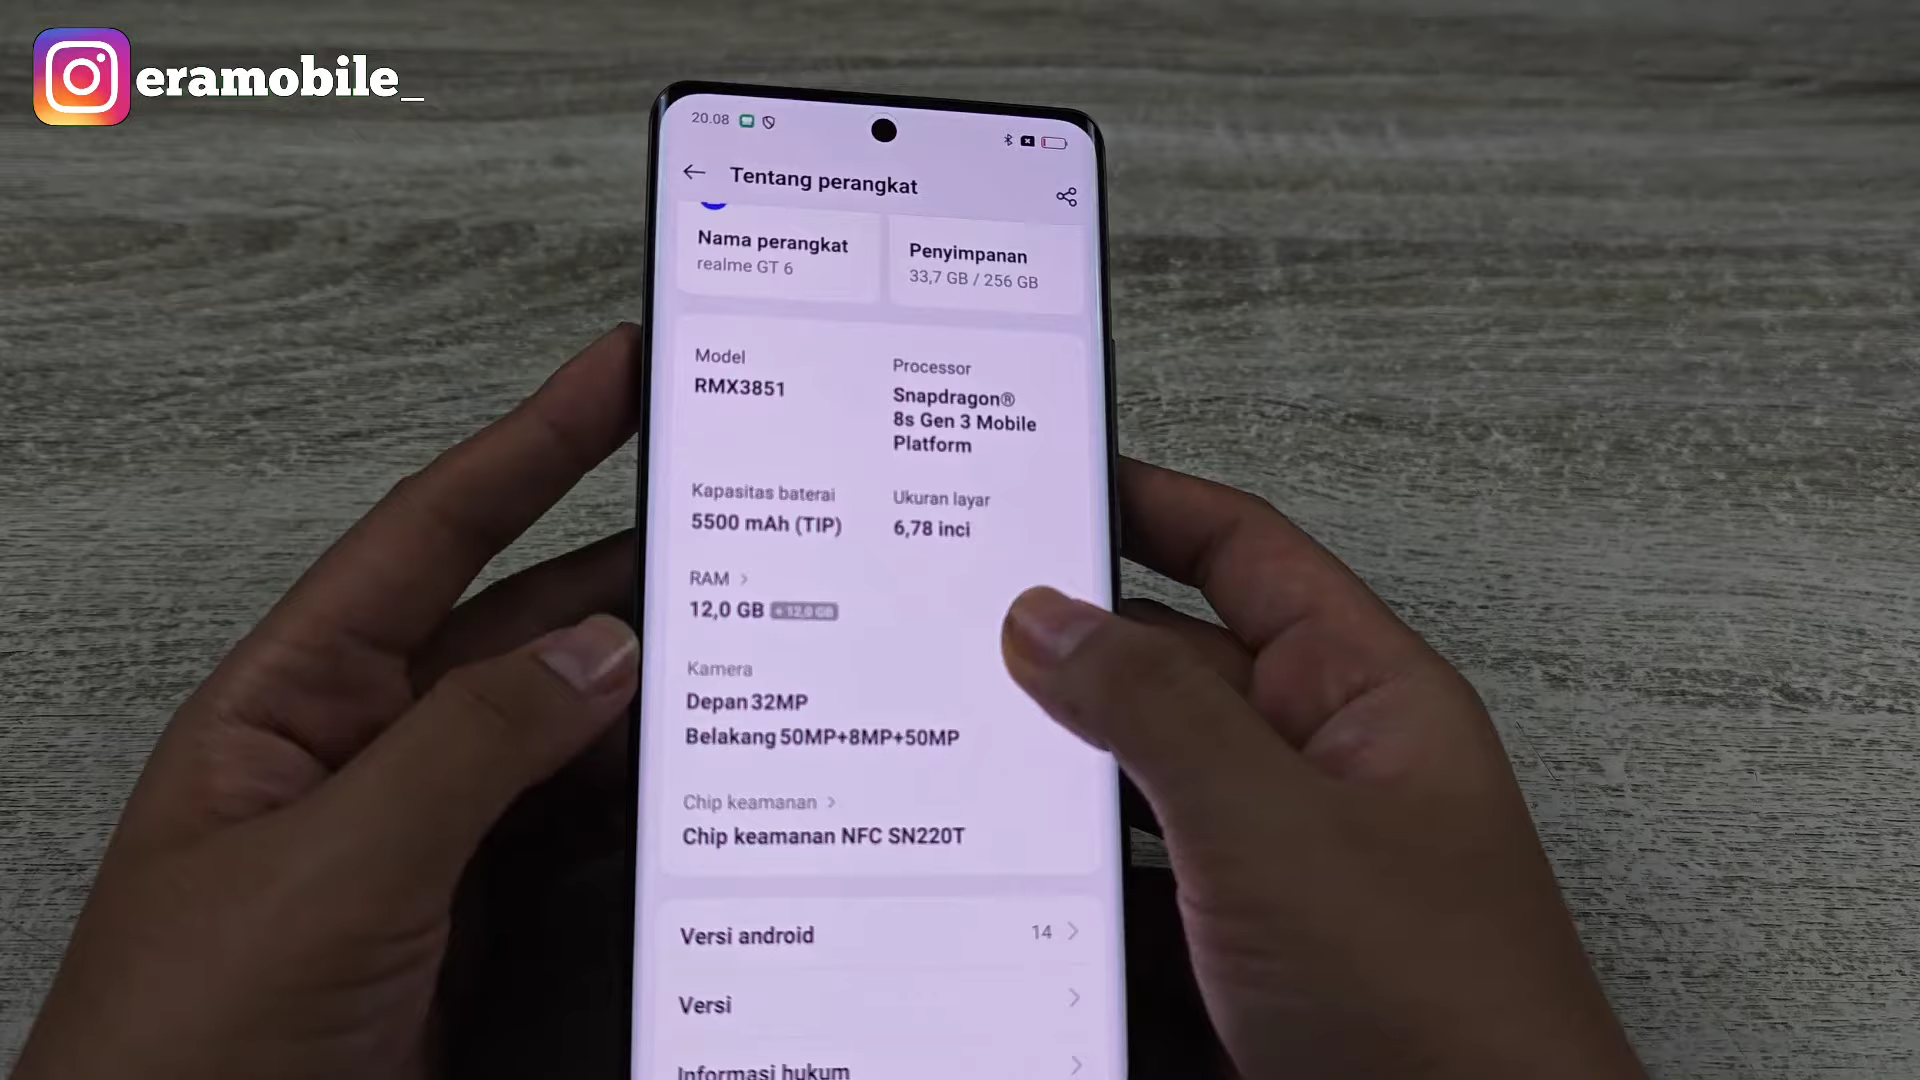 eramobile_
20.08
Tentang perangkat
Nama perangkat
realme GT 6
Penyimpanan
33,7 GB / 256 GB
Model
RMX3851
Processor
Snapdragon®
8s Gen 3 Mobile
Platform
Kapasitas baterai
5500 mAh (TIP)
Ukuran layar
6,78 inci
RAM
12,0 GB + 12,0 GB
Kamera
Depan 32MP
Belakang 50MP+8MP+50MP
Chip keamanan
Chip keamanan NFC SN220T
Versi android 14
Versi
Informasi hukum